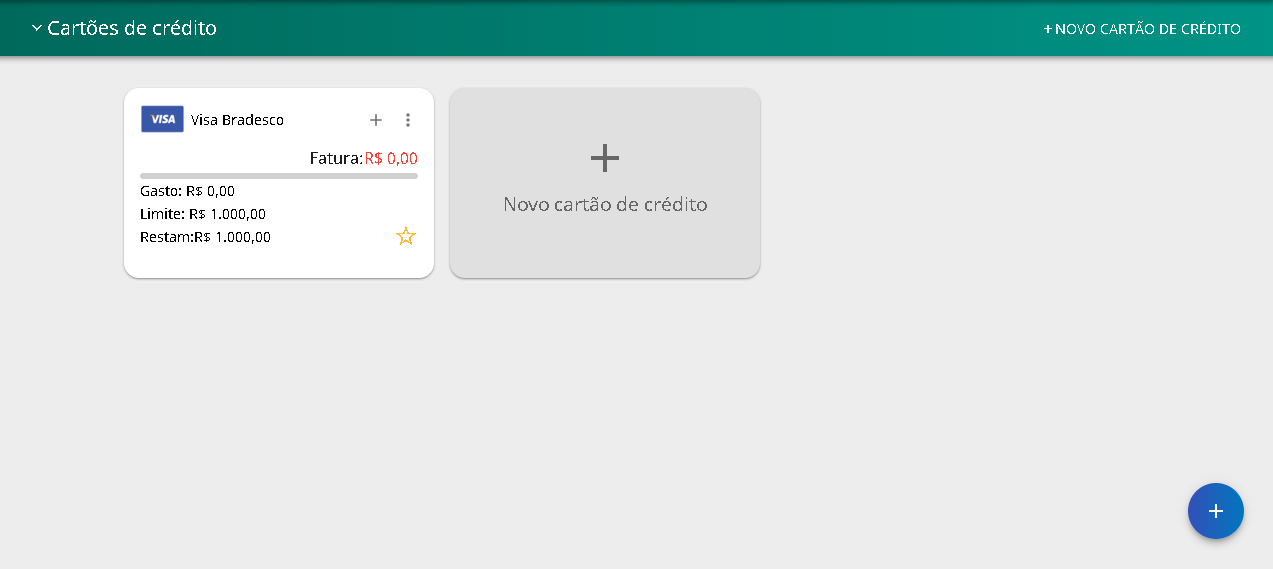 Cartões de crédito
+ NOVO CARTÃO DE CRÉDITO
VISA Visa Bradesco
Fatura:R$ 0,00
Gasto: R$ 0,00
Limite: R$ 1.000,00
Restam:R$ 1.000,00
Novo cartão de crédito